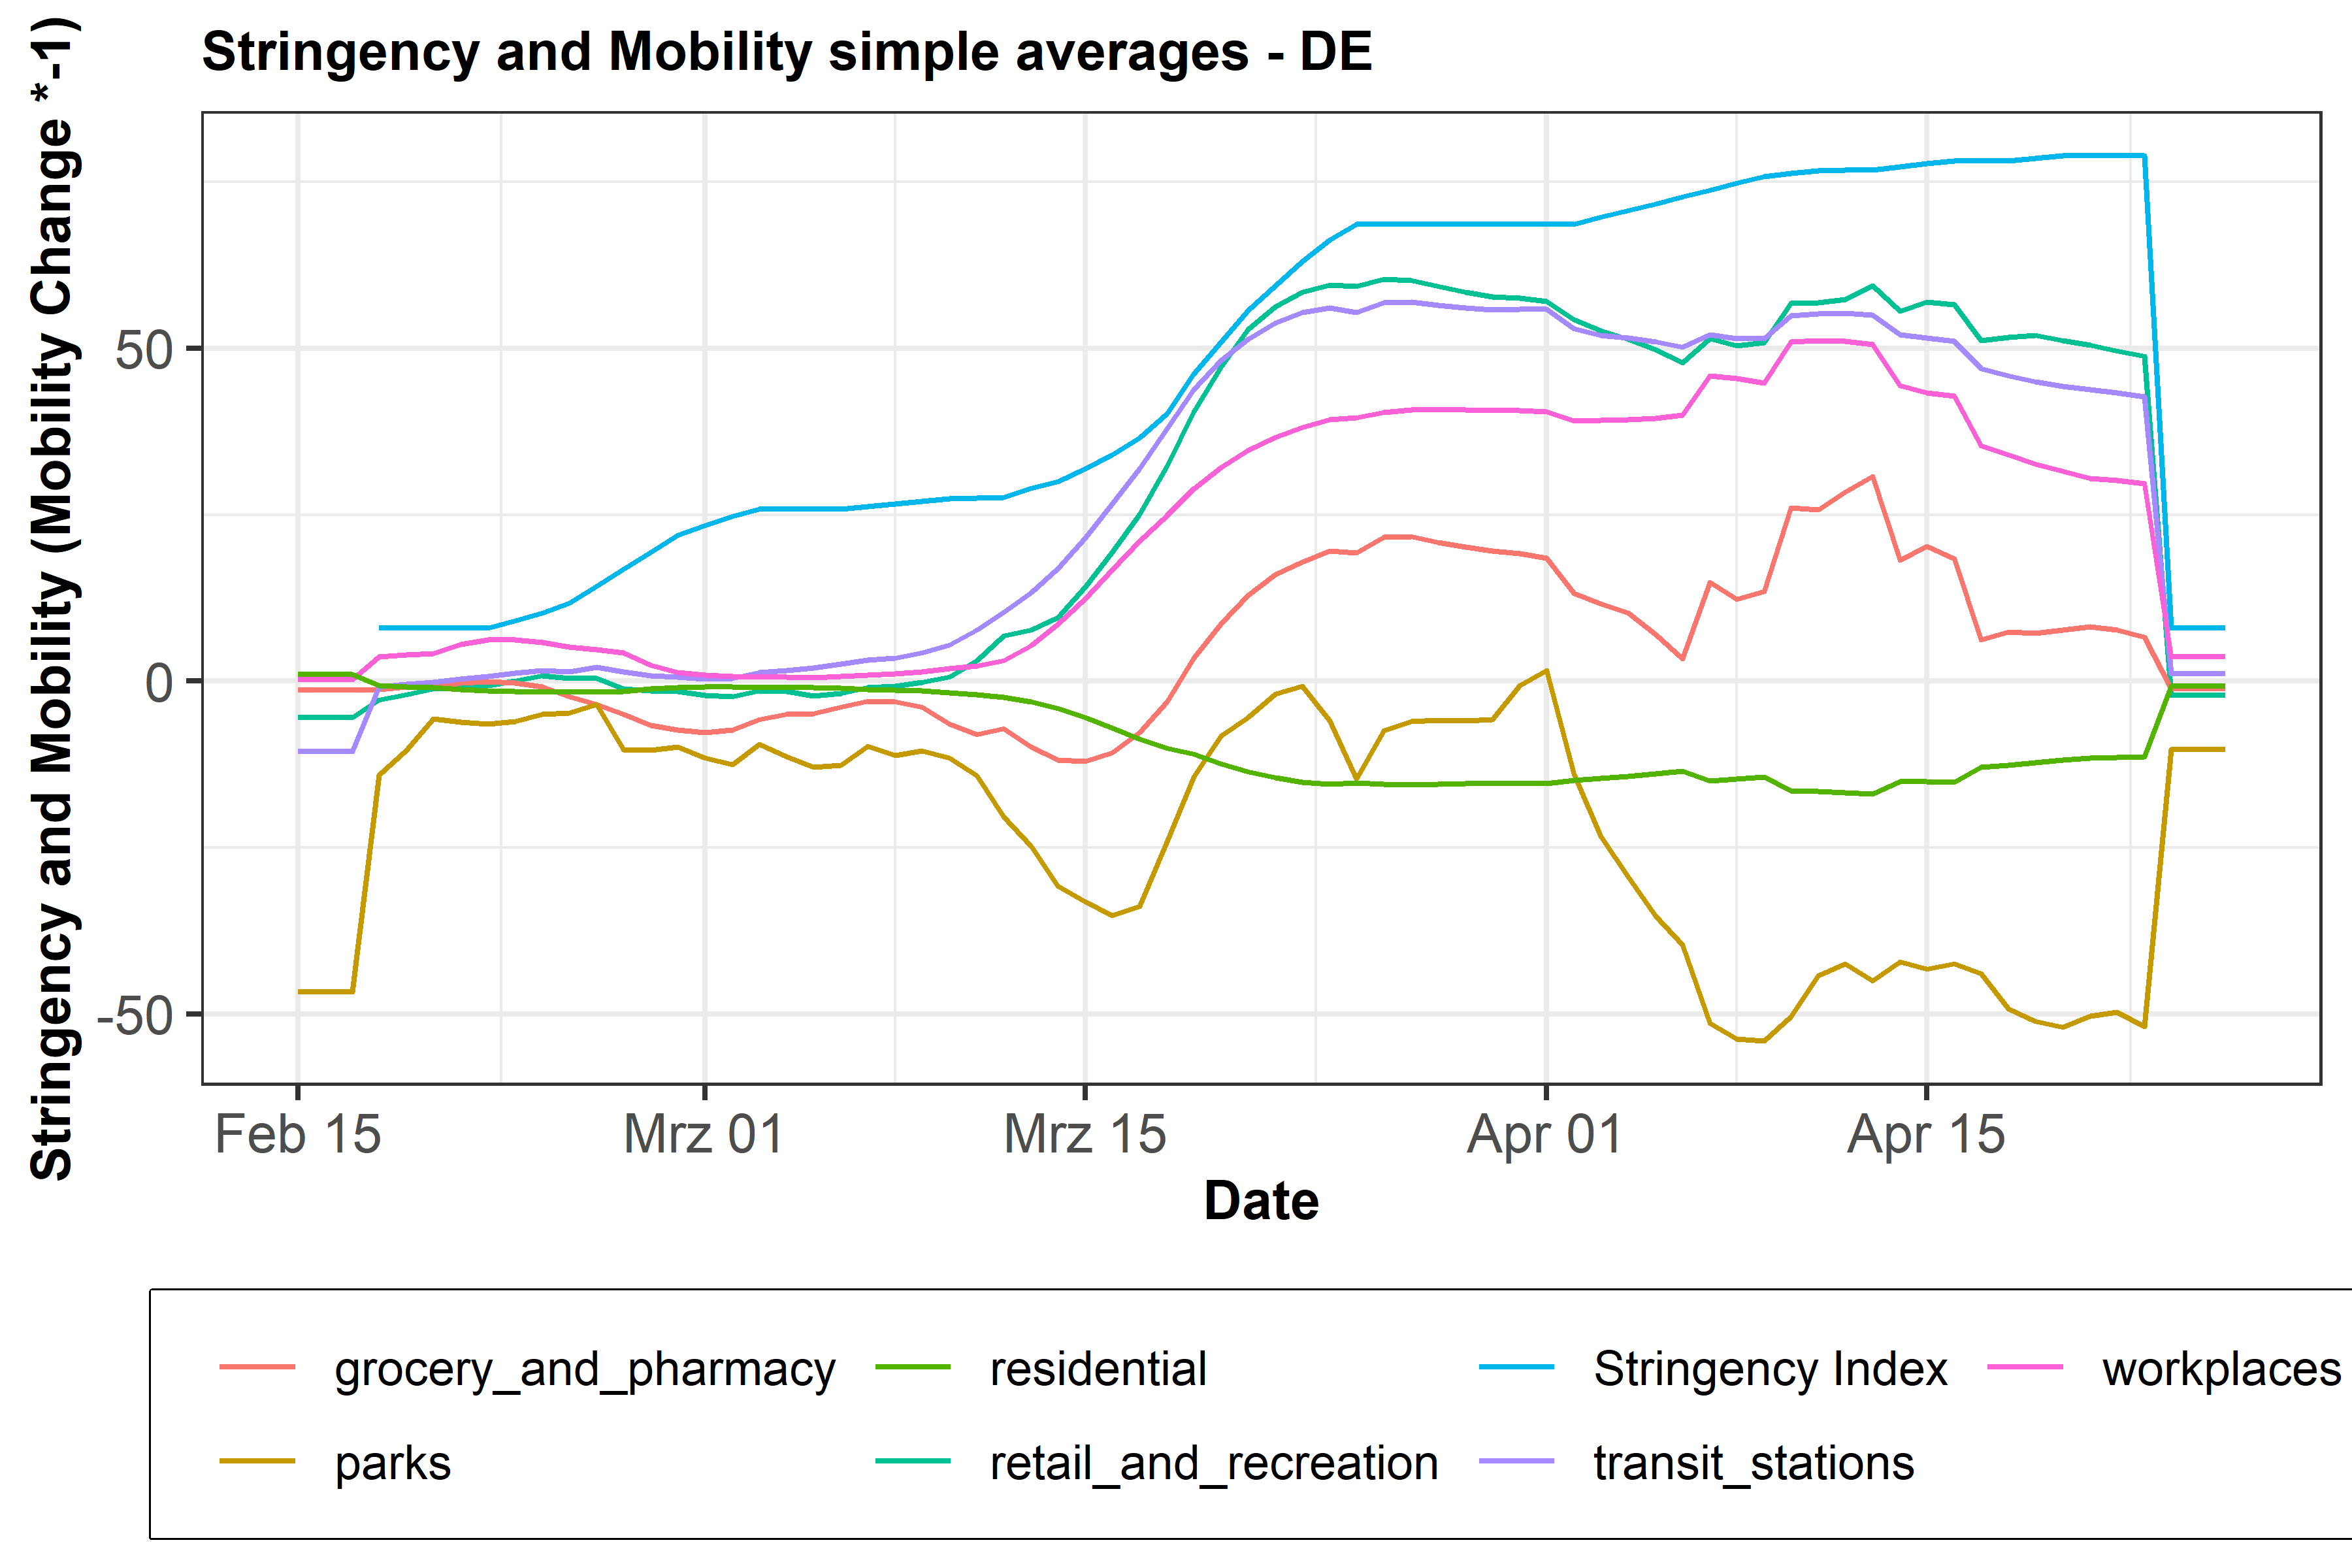 Stringency and Mobility simple averages - DE
Stringency and Mobility (Mobility Change *-1)
50
0
-50
Feb 15 Mrz 01 Mrz 15 Apr 01 Apr 15
Date
grocery_and_pharmacy residential Stringency Index workplaces
parks retail_and_recreation transit_stations